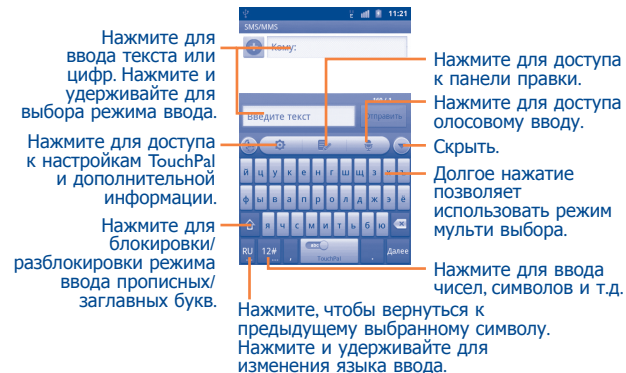 11:21
SMS/MMS
Кому:
Введите текст
Отправить
й ц у к е н г ш щ з х ъ
ф ы в а п р о л д ж э ё
я ч с м и т ь б ю
RU 12# , abc TouchPal . Далее
Нажмите для
ввода текста или
цифр. Нажмите и
удерживайте для
выбора режима ввода.
Нажмите для доступа
к настройкам TouchPal
и дополнительной
информации.
Нажмите для
блокировки/
разблокировки режима
ввода прописных/
заглавных букв.
Нажмите для доступа
к панели правки.
Нажмите для доступа
олосовому вводу.
Скрыть.
Долгое нажатие
позволяет
использовать режим
мульти выбора.
Нажмите для ввода
чисел, символов и т.д.
Нажмите, чтобы вернуться к
предыдущему выбранному символу.
Нажмите и удерживайте для
изменения языка ввода.